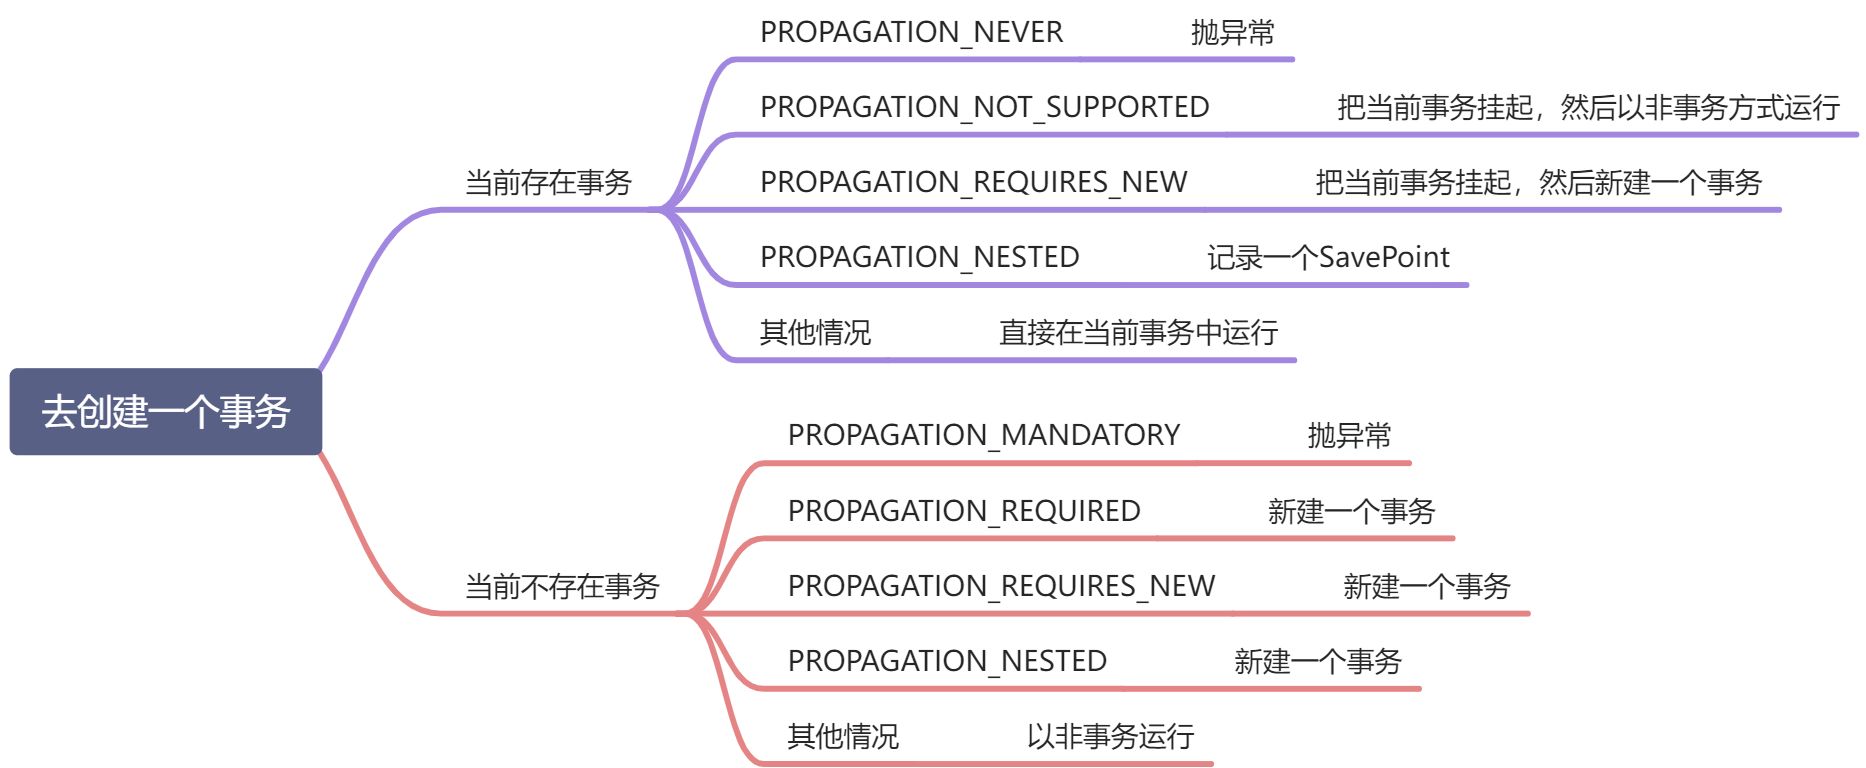 去创建一个事务
当前存在事务
PROPAGATION_NEVER 抛异常
PROPAGATION_NOT_SUPPORTED 把当前事务挂起，然后以非事务方式运行
PROPAGATION_REQUIRES_NEW 把当前事务挂起，然后新建一个事务
PROPAGATION_NESTED 记录一个SavePoint
其他情况 直接在当前事务中运行
当前不存在事务
PROPAGATION_MANDATORY 抛异常
PROPAGATION_REQUIRED 新建一个事务
PROPAGATION_REQUIRES_NEW 新建一个事务
PROPAGATION_NESTED 新建一个事务
其他情况 以非事务运行